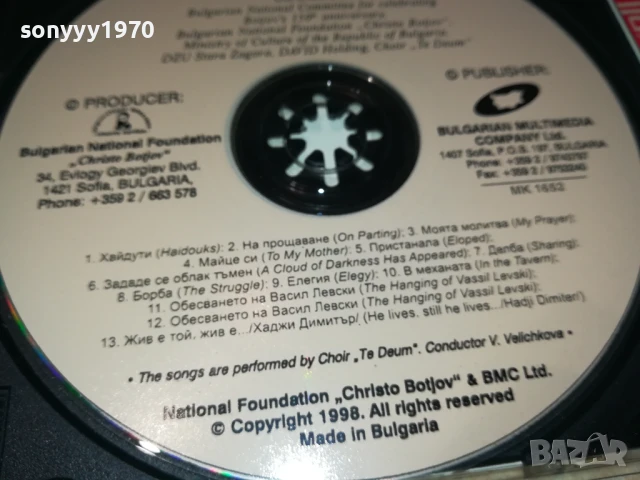 sonyyy1970
Bulgarian National Committee for celebrating
Botjov's 150th anniversary
Bulgarian National Foundation „Christo Botjov"
Ministry of Culture of the Republic of Bulgaria,
DZU Stara Zagora, DAVID Holding, Choir „Te Deum"
© PRODUCER:
Bulgarian National Foundation
„Christo Botjov"
34, Evlogy Georgiev Blvd.
1421 Sofia, BULGARIA,
Phone: +359 2/ 663 578
© PUBLISHER:
BULGARIAN MULTIMEDIA
COMPANY Ltd.
1407 Sofia P.O. 197, BULGARIA
Phone: +359 2 /
Fax: +359 2 /
MK 1652
1. Хайдути (Haidouks); 2. На прощаване (On Parting); 3. Моята молитва (My Prayer);
4. Майце си (To My Mother); 5. Пристанала (Eloped);
6. Зададе се облак тъмен (A Cloud of Darkness Has Appeared); 7. Делба (Sharing);
8. Борба (The Struggle); 9. Елегия (Elegy); 10. В механата (In the Tavern);
11. Обесването на Васил Левски (The Hanging of Vassil Levski);
12. Обесването на Васил Левски (The Hanging of Vassil Levski);
13. Жив е той, жив е.../Хаджи Димитър/ (He lives, still he lives.../Hadji Dimiter/)
• The songs are performed by Choir „Te Deum". Conductor V. Velichkova •
National Foundation „Christo Botjov" & BMC Ltd.
© Copyright 1998. All rights reserved
Made in Bulgaria
BAZAR